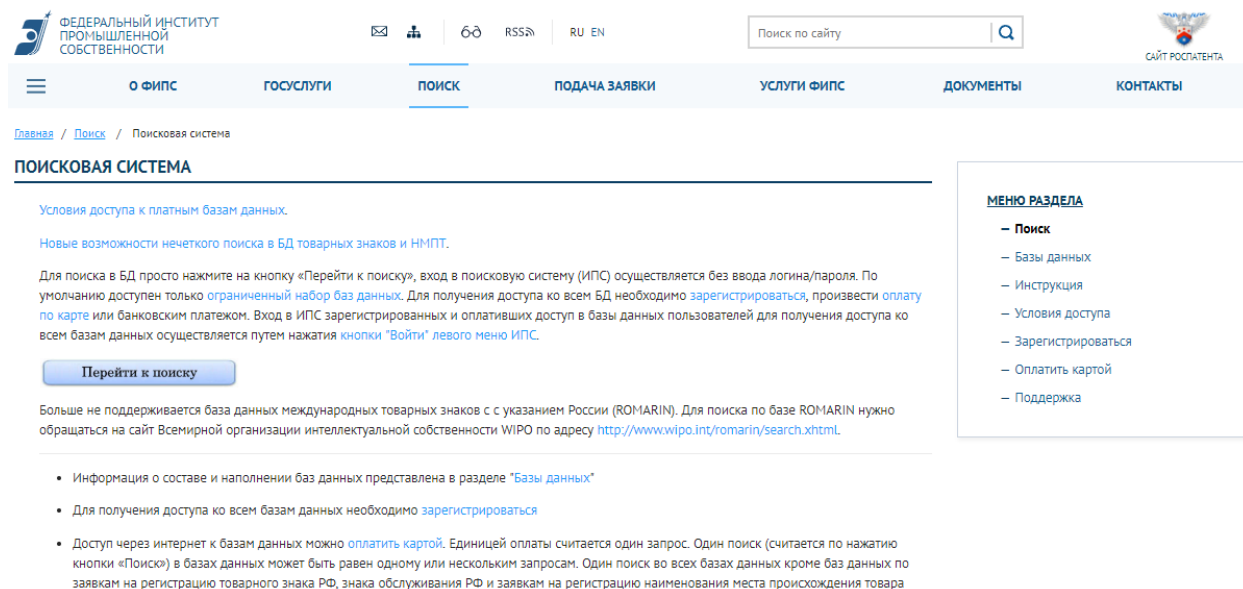 ФЕДЕРАЛЬНЫЙ ИНСТИТУТ
ПРОМЫШЛЕННОЙ
СОБСТВЕННОСТИ
RSS
RU EN
Поиск по сайту
САЙТ РОСПАТЕНТА
О ФИПС
ГОСУСЛУГИ
ПОИСК
ПОДАЧА ЗАЯВКИ
УСЛУГИ ФИПС
ДОКУМЕНТЫ
КОНТАКТЫ
Главная / Поиск / Поисковая система
ПОИСКОВАЯ СИСТЕМА
Условия доступа к платным базам данных.
Новые возможности нечеткого поиска в БД товарных знаков и НМПТ.
Для поиска в БД просто нажмите на кнопку «Перейти к поиску», вход в поисковую систему (ИПС) осуществляется без ввода логина/пароля. По
умолчанию доступен только ограниченный набор баз данных. Для получения доступа ко всем БД необходимо зарегистрироваться, произвести оплату
по карте или банковским платежом. Вход в ИПС зарегистрированных и оплативших доступ в базы данных пользователей для получения доступа ко
всем базам данных осуществляется путем нажатия кнопки "Войти" левого меню ИПС.
Перейти к поиску
Больше не поддерживается база данных международных товарных знаков с с указанием России (ROMARIN). Для поиска по базе ROMARIN нужно
обращаться на сайт Всемирной организации интеллектуальной собственности WIPO по адресу http://www.wipo.int/romarin/search.xhtml.
• Информация о составе и наполнении баз данных представлена в разделе "Базы данных"
• Для получения доступа ко всем базам данных необходимо зарегистрироваться
• Доступ через интернет к базам данных можно оплатить картой. Единицей оплаты считается один запрос. Один поиск (считается по нажатию
кнопки «Поиск») в базах данных может быть равен одному или нескольким запросам. Один поиск во всех базах данных кроме баз данных по
заявкам на регистрацию товарного знака РФ, знака обслуживания РФ и заявкам на регистрацию наименования места происхождения товара
МЕНЮ РАЗДЕЛА
— Поиск
— Базы данных
— Инструкция
— Условия доступа
— Зарегистрироваться
— Оплатить картой
— Поддержка